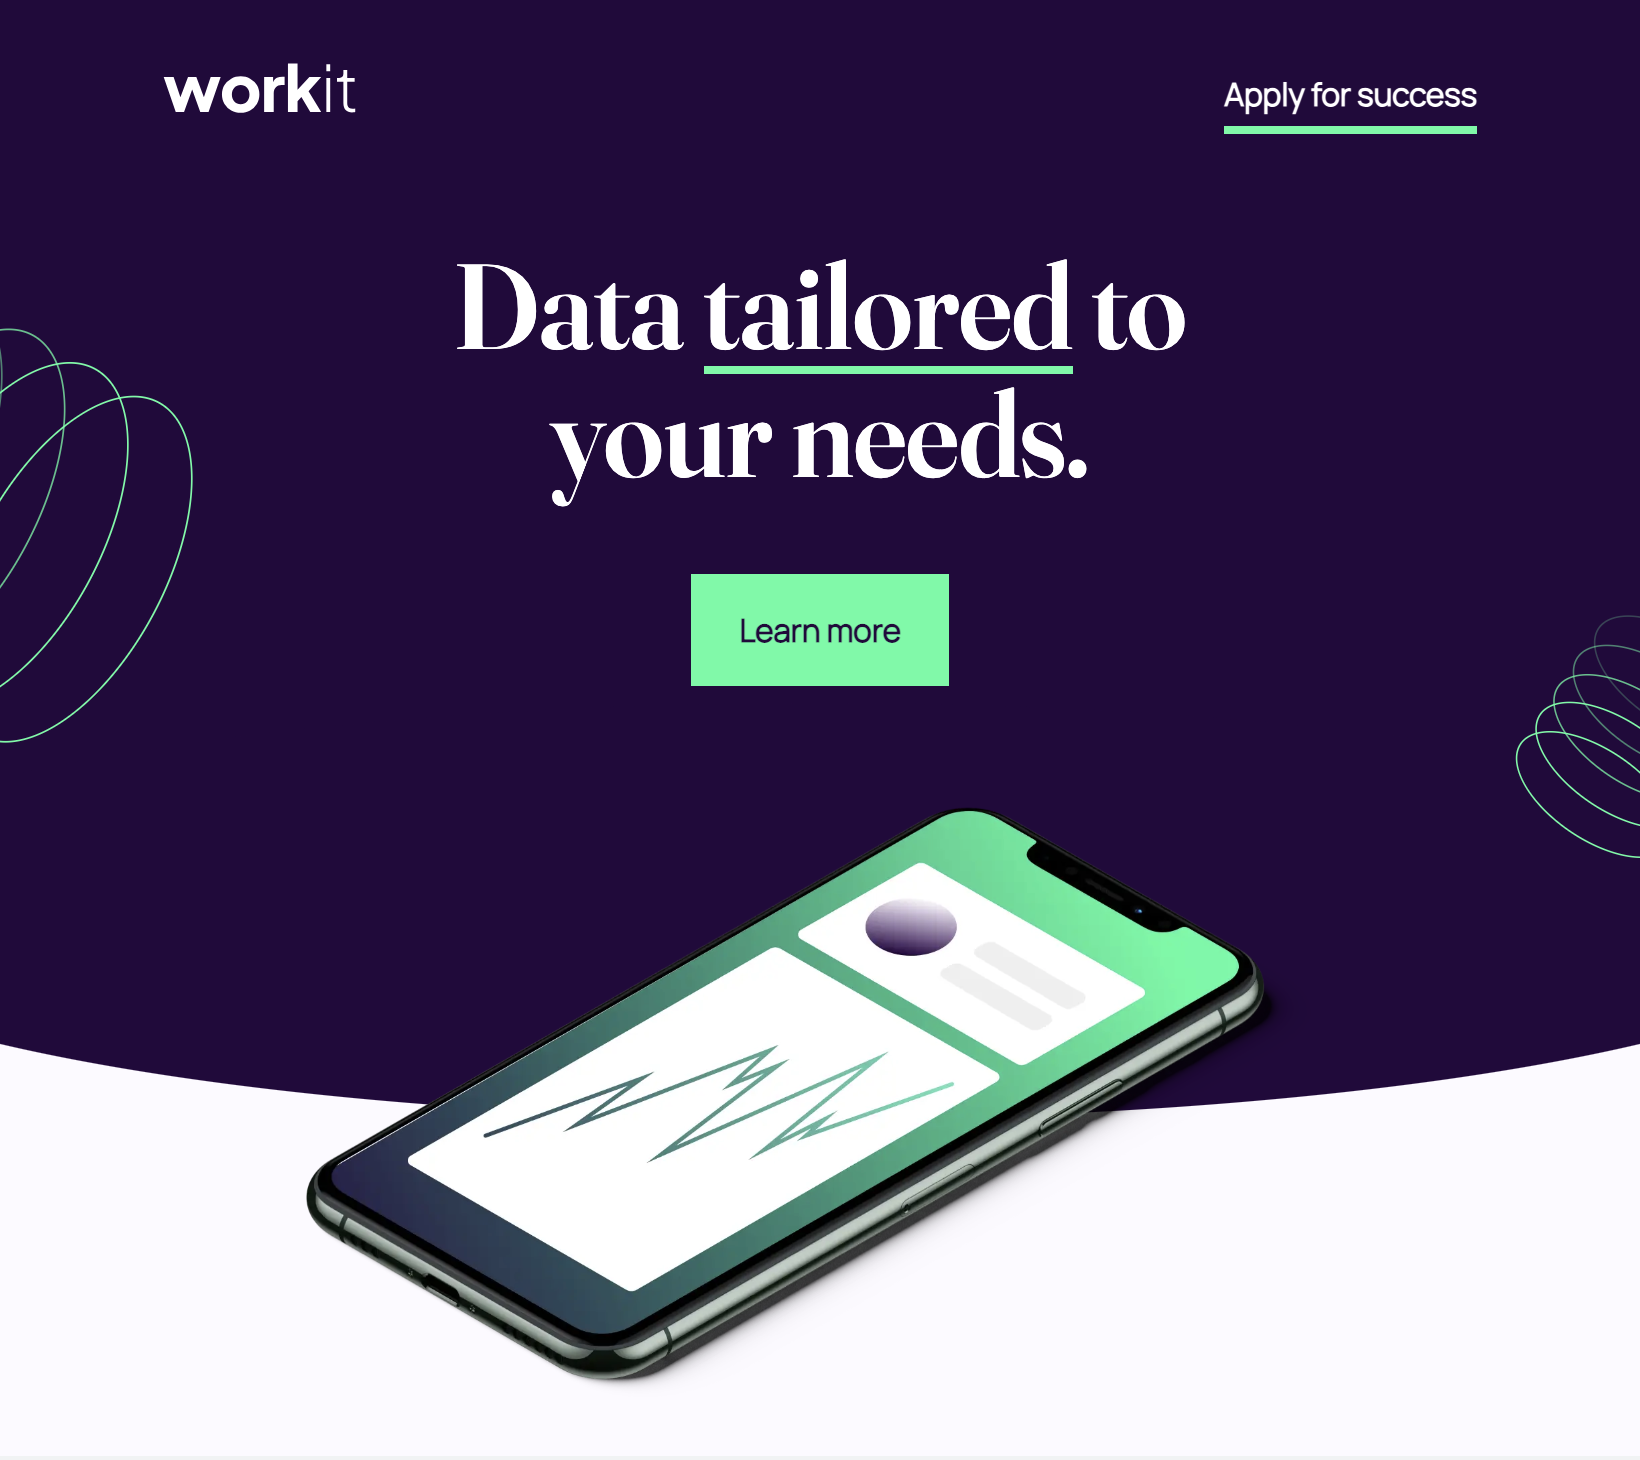 workit
Apply for success
Data tailored to
your needs.
Learn more